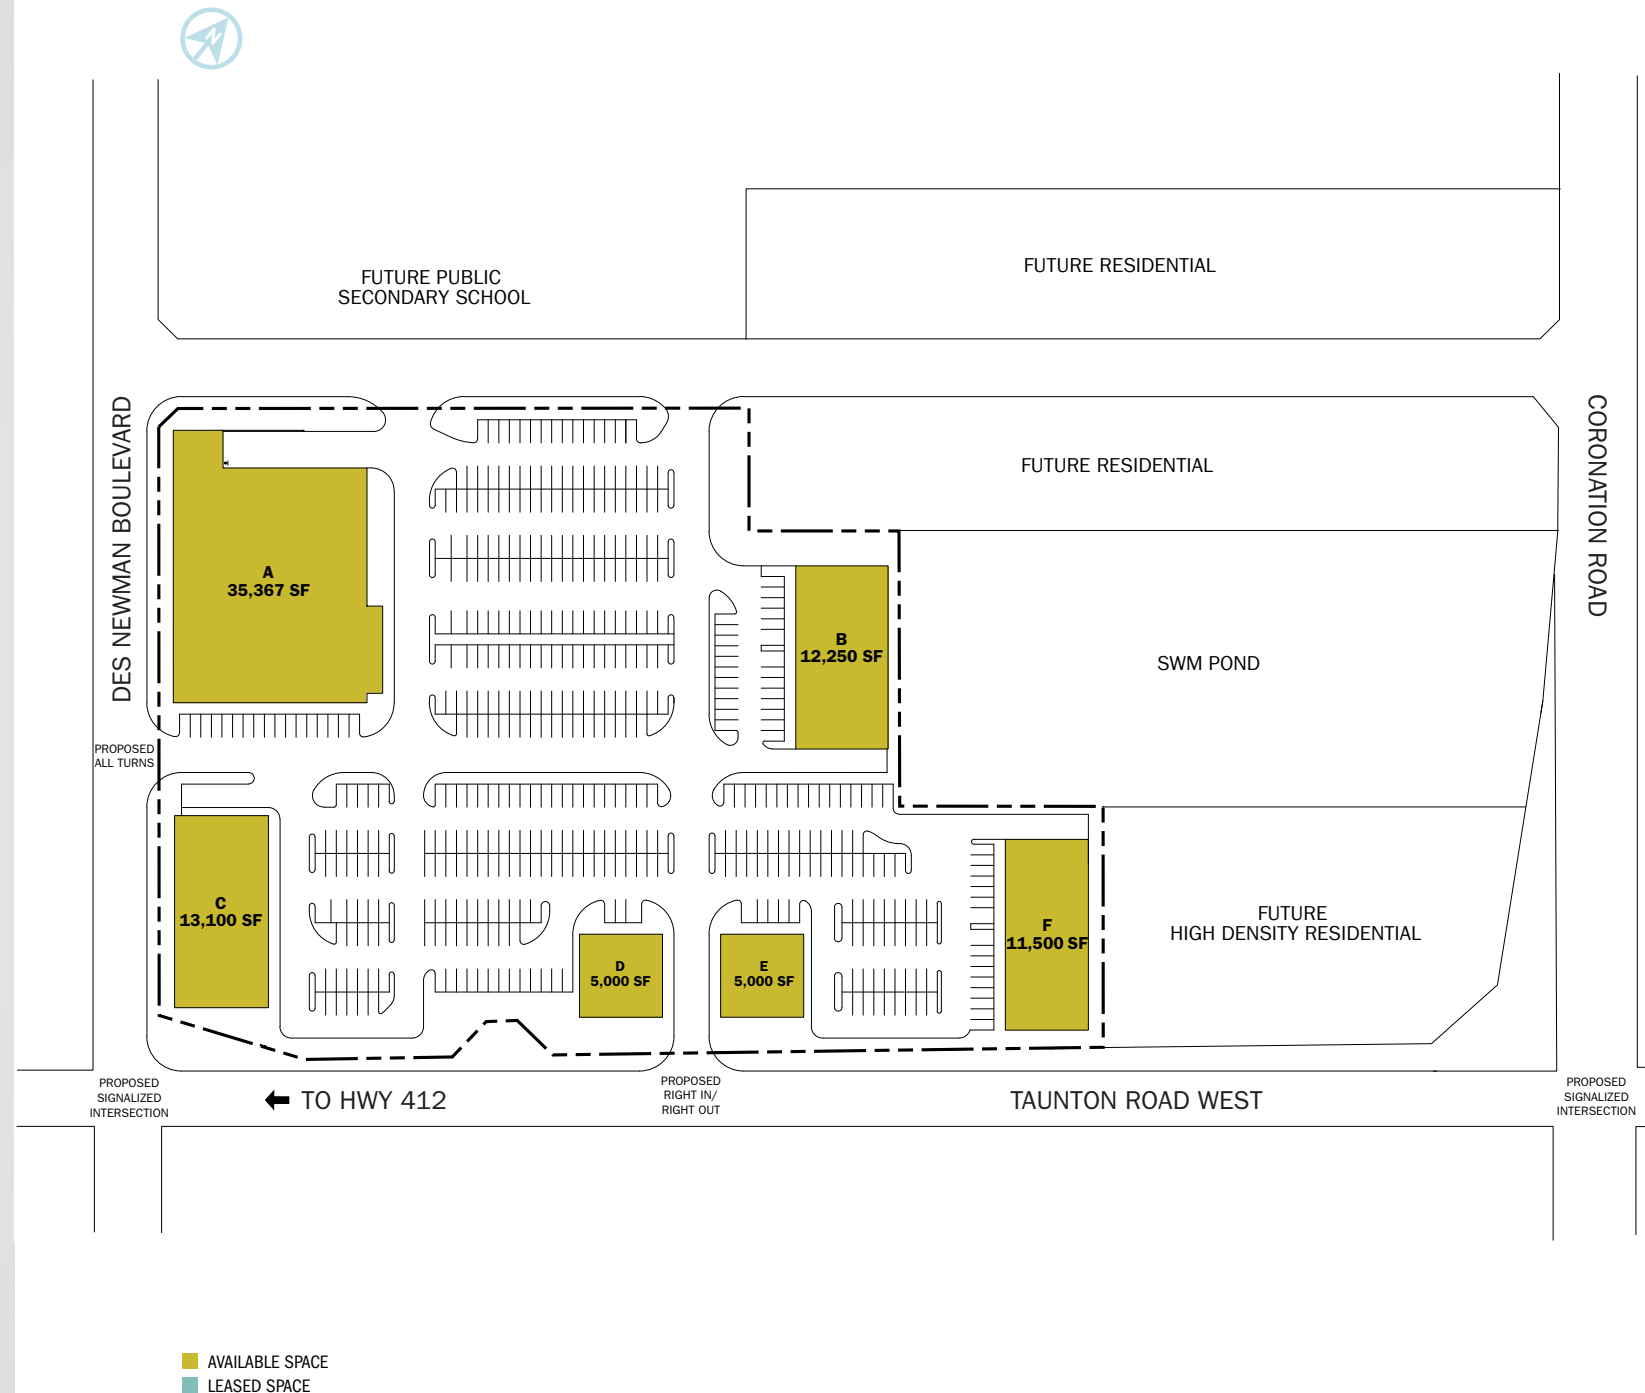 N
FUTURE PUBLIC
SECONDARY SCHOOL
FUTURE RESIDENTIAL
DES NEWMAN BOULEVARD
CORONATION ROAD
FUTURE RESIDENTIAL
A
35,367 SF
B
12,250 SF
SWM POND
PROPOSED
ALL TURNS
C
13,100 SF
D
5,000 SF
E
5,000 SF
F
11,500 SF
FUTURE
HIGH DENSITY RESIDENTIAL
PROPOSED
SIGNALIZED
INTERSECTION
TO HWY 412
PROPOSED
RIGHT IN/
RIGHT OUT
TAUNTON ROAD WEST
PROPOSED
SIGNALIZED
INTERSECTION
AVAILABLE SPACE
LEASED SPACE